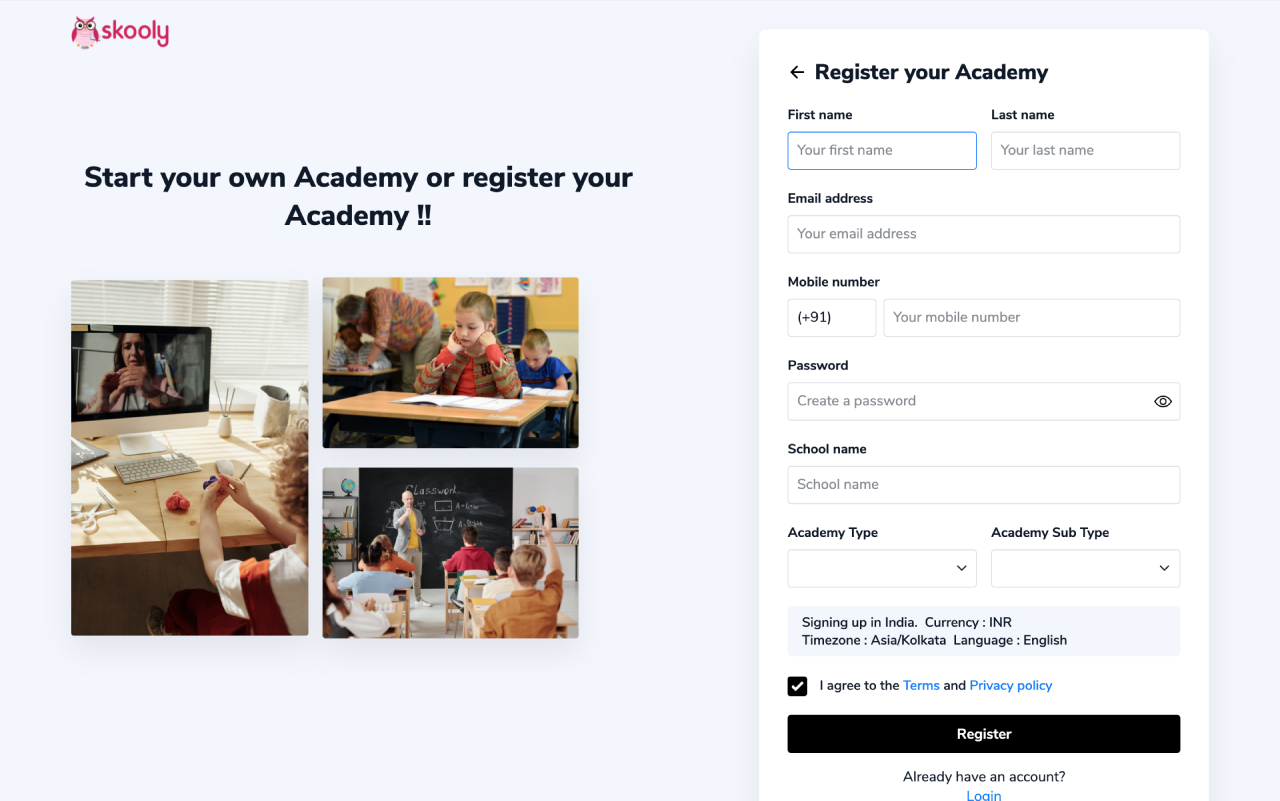 skooly
Start your own Academy or register your
Academy !!
Classword
Register your Academy
First name
Last name
Your first name
Your last name
Email address
Your email address
Mobile number
(+91)
Your mobile number
Password
Create a password
School name
School name
Academy Type
Academy Sub Type
Signing up in India. Currency : INR
Timezone : Asia/Kolkata Language : English
I agree to the Terms and Privacy policy
Register
Already have an account?
Login